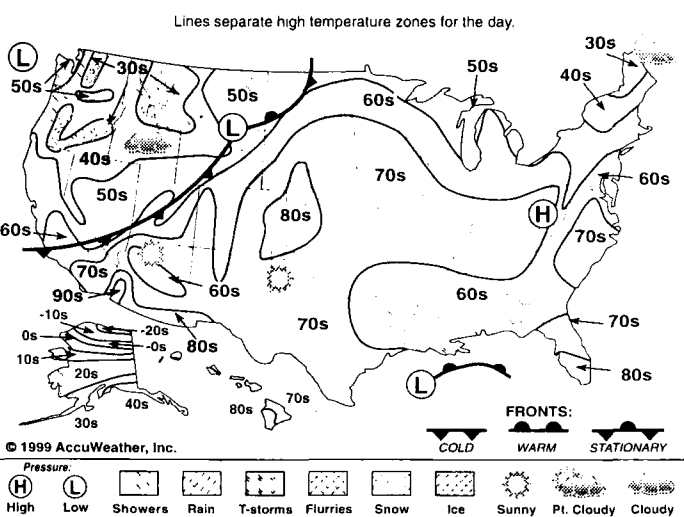 Lines separate high temperature zones for the day.
L
30s
50s
50s
60s
50s
30s
40s
L
40s
50s
70s
60s
80s
H
70s
60s
70s
60s
90s
60s
70s
80s
70s
80s
-10s
-20s
0s
-0s
10s
20s
30s
40s
80s
70s
L
© 1999 AccuWeather, Inc.
FRONTS:
COLD WARM STATIONARY
Pressure:
H L
High Low Showers Rain T-storms Flurries Snow Ice Sunny Pt. Cloudy Cloudy